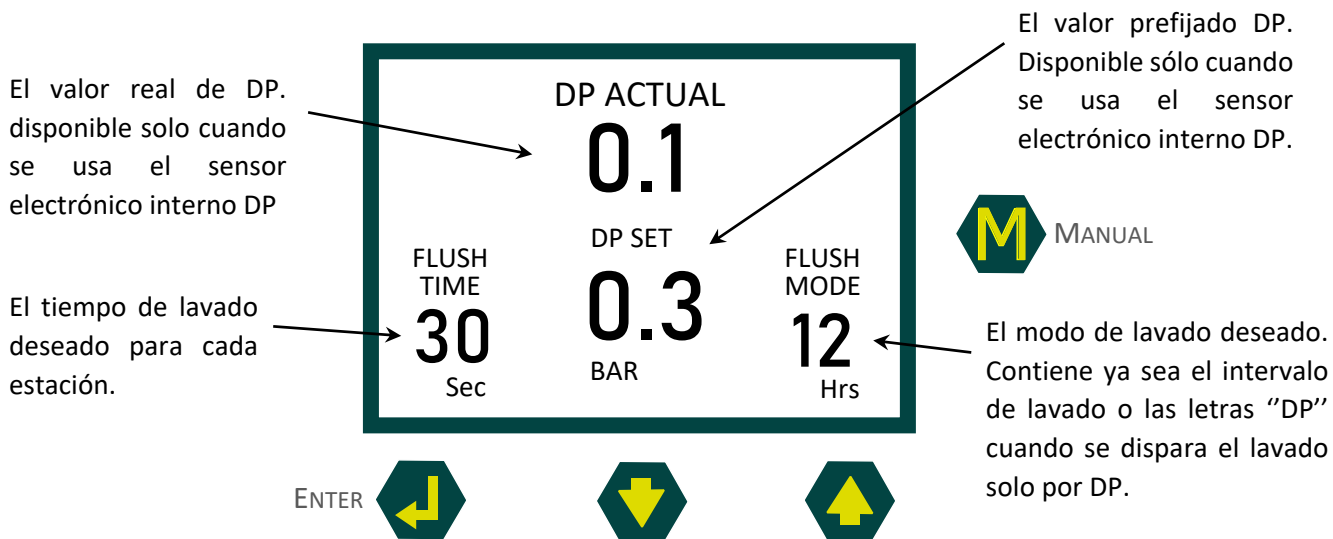 El valor real de DP.
disponible solo cuando
se usa el sensor
electrónico interno DP
El tiempo de lavado
deseado para cada
estación.
DP ACTUAL
0.1
DP SET
0.3
BAR
FLUSH
TIME
30
Sec
FLUSH
MODE
12
Hrs
El valor prefijado DP.
Disponible sólo cuando
se usa el sensor
electrónico interno DP.
M MANUAL
El modo de lavado deseado.
Contiene ya sea el intervalo
de lavado o las letras ‘’DP’’
cuando se dispara el lavado
solo por DP.
ENTER